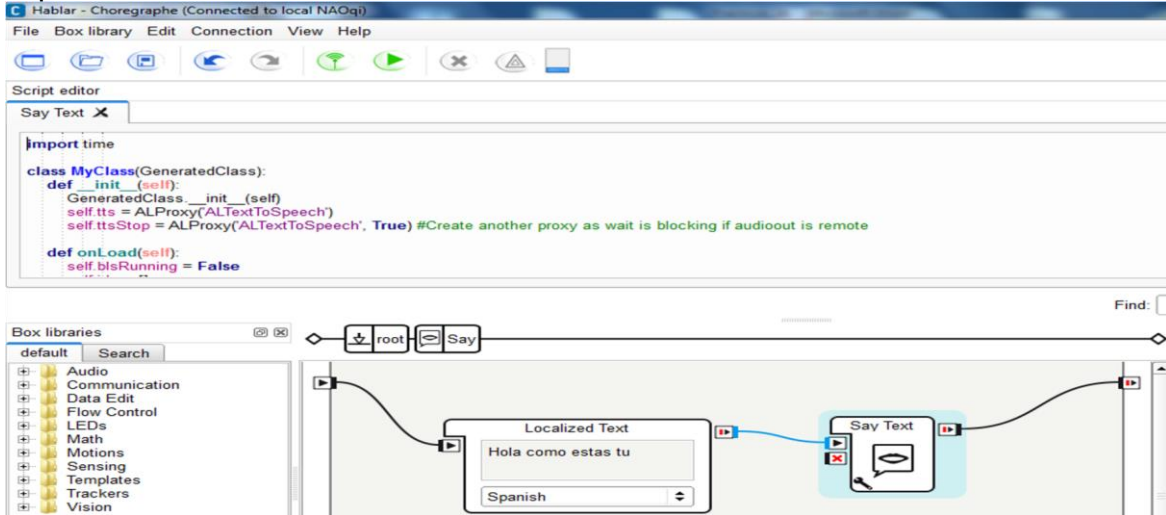 Hablar - Choregraphe (Connected to local NAOqi)
File Box library Edit Connection View Help
Script editor
Say Text
import time
class MyClass(GeneratedClass):
def __init__(self):
GeneratedClass.__init__(self)
self.tts = ALProxy('ALTextToSpeech')
self.ttsStop = ALProxy('ALTextToSpeech', True) #Create another proxy as wait is blocking if audioout is remote
def onLoad(self):
self.bIsRunning = False
Find:
Box libraries
default Search
root Say
Audio
Communication
Data Edit
Flow Control
LEDs
Math
Motions
Sensing
Templates
Trackers
Vision
Localized Text
Hola como estas tu
Spanish
Say Text